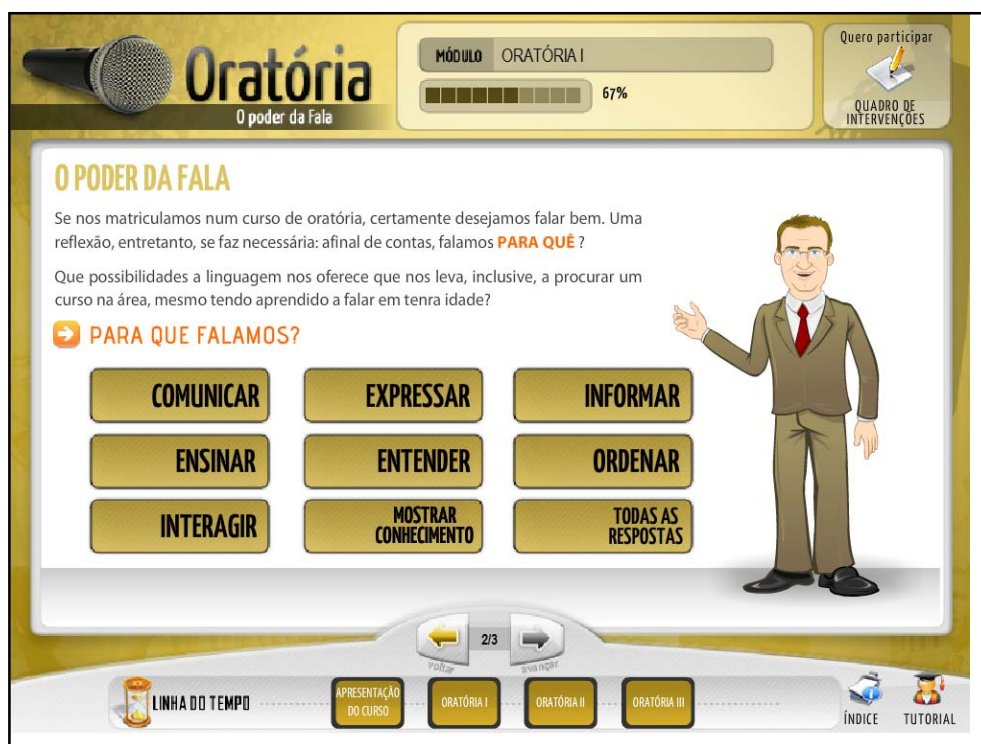 Oratória
O poder da Fala
MÓDULO ORATÓRIA I
67%
Quero participar
QUADRO DE
INTERVENÇÕES
O PODER DA FALA
Se nos matriculamos num curso de oratória, certamente desejamos falar bem. Uma
reflexão, entretanto, se faz necessária: afinal de contas, falamos PARA QUÊ ?
Que possibilidades a linguagem nos oferece que nos leva, inclusive, a procurar um
curso na área, mesmo tendo aprendido a falar em tenra idade?
PARA QUE FALAMOS?
COMUNICAR
EXPRESSAR
INFORMAR
ENSINAR
ENTENDER
ORDENAR
INTERAGIR
MOSTRAR
CONHECIMENTO
TODAS AS
RESPOSTAS
2/3
voltar
avançar
LINHA DO TEMPO
APRESENTAÇÃO
DO CURSO
ORATÓRIA I
ORATÓRIA II
ORATÓRIA III
ÍNDICE
TUTORIAL